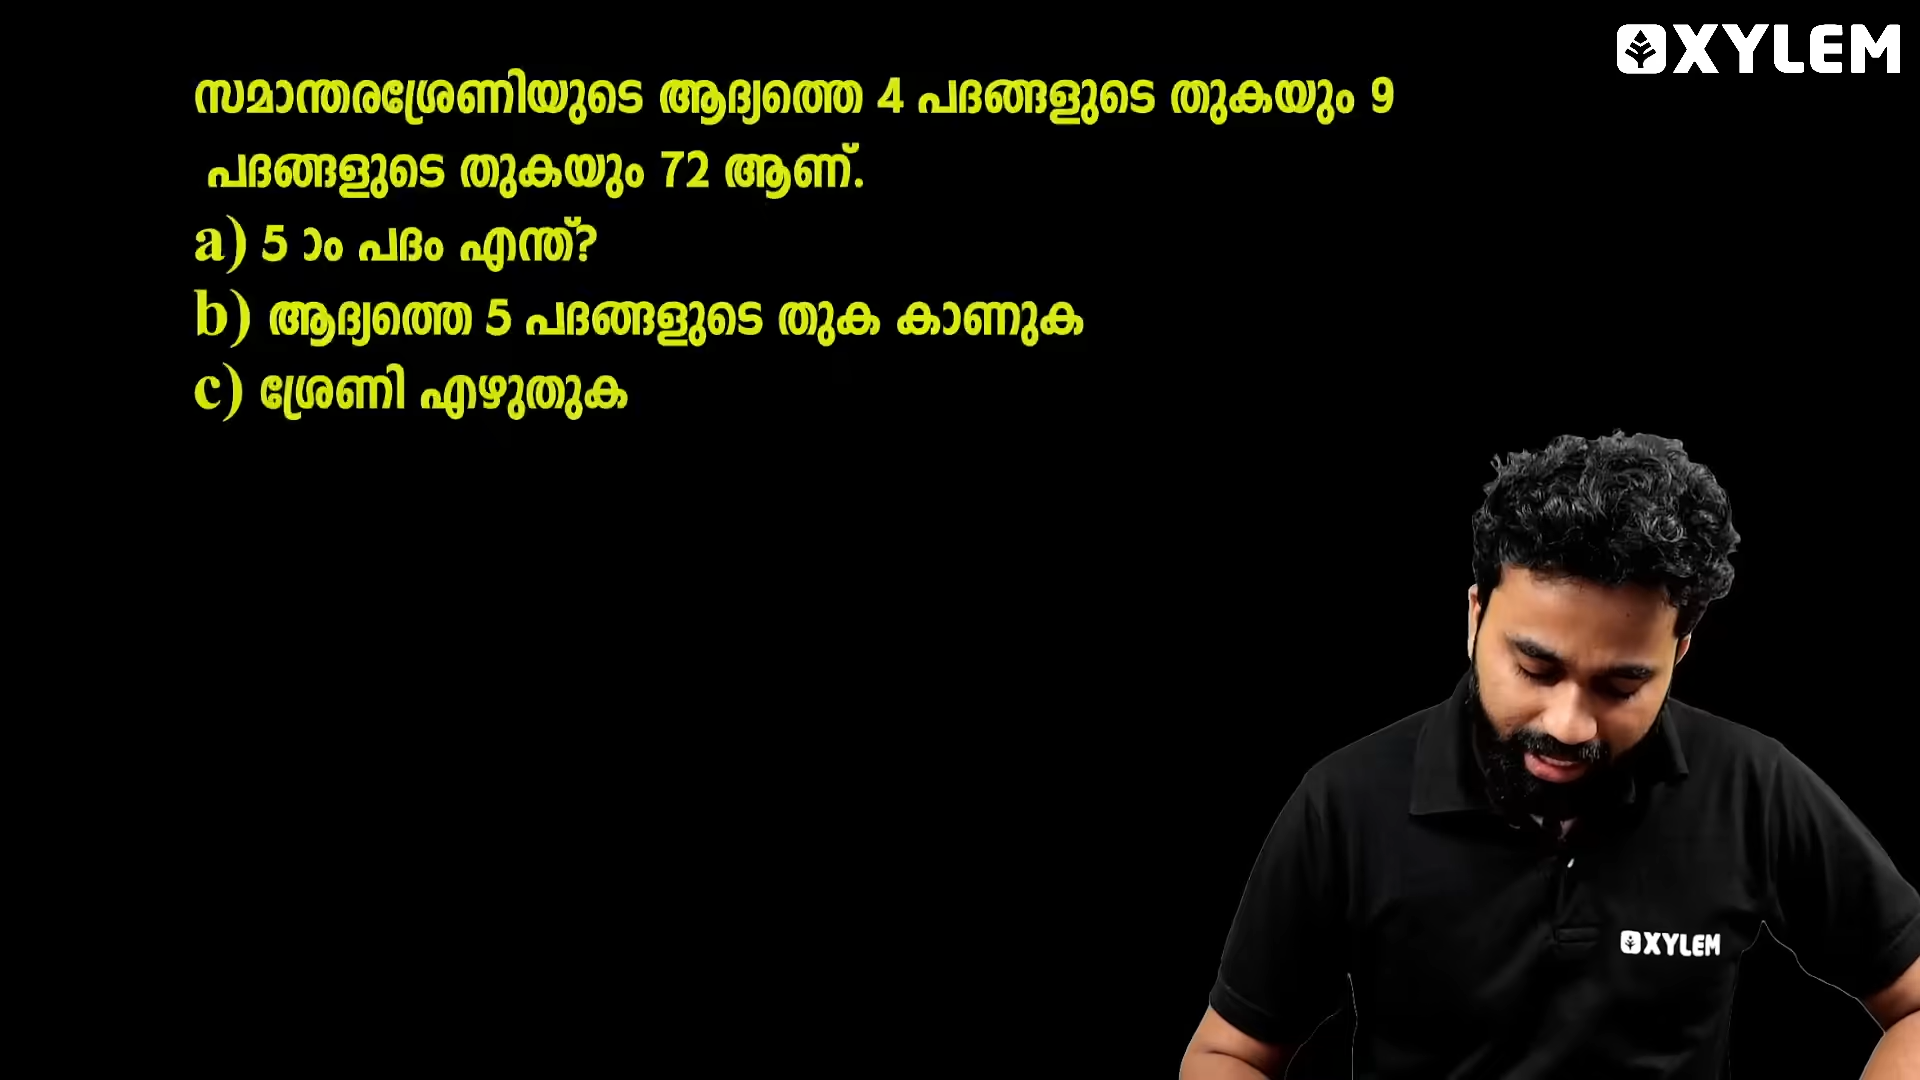 XYLEM
സമാന്തരശ്രേണിയുടെ ആദ്യത്തെ 4 പദങ്ങളുടെ തുകയും 9
പദങ്ങളുടെ തുകയും 72 ആണ്.
a) 5 ാം പദം എന്ത്?
b) ആദ്യത്തെ 5 പദങ്ങളുടെ തുക കാണുക
c) ശ്രേണി എഴുതുക
XYLEM